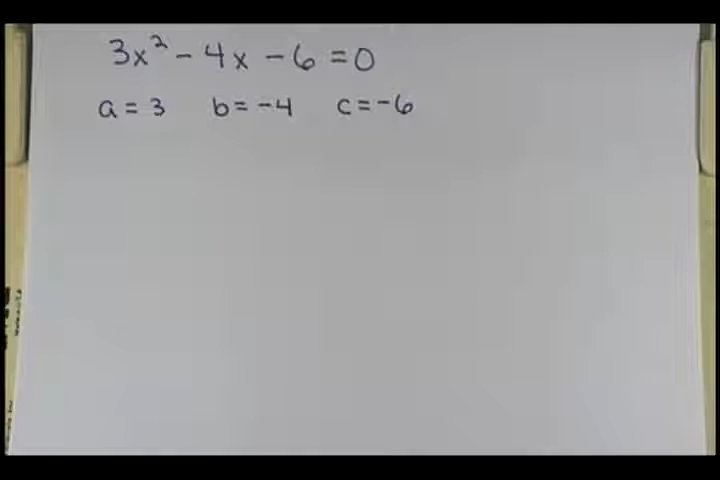 3x² - 4x - 6 = 0
a = 3 b = -4 c = -6